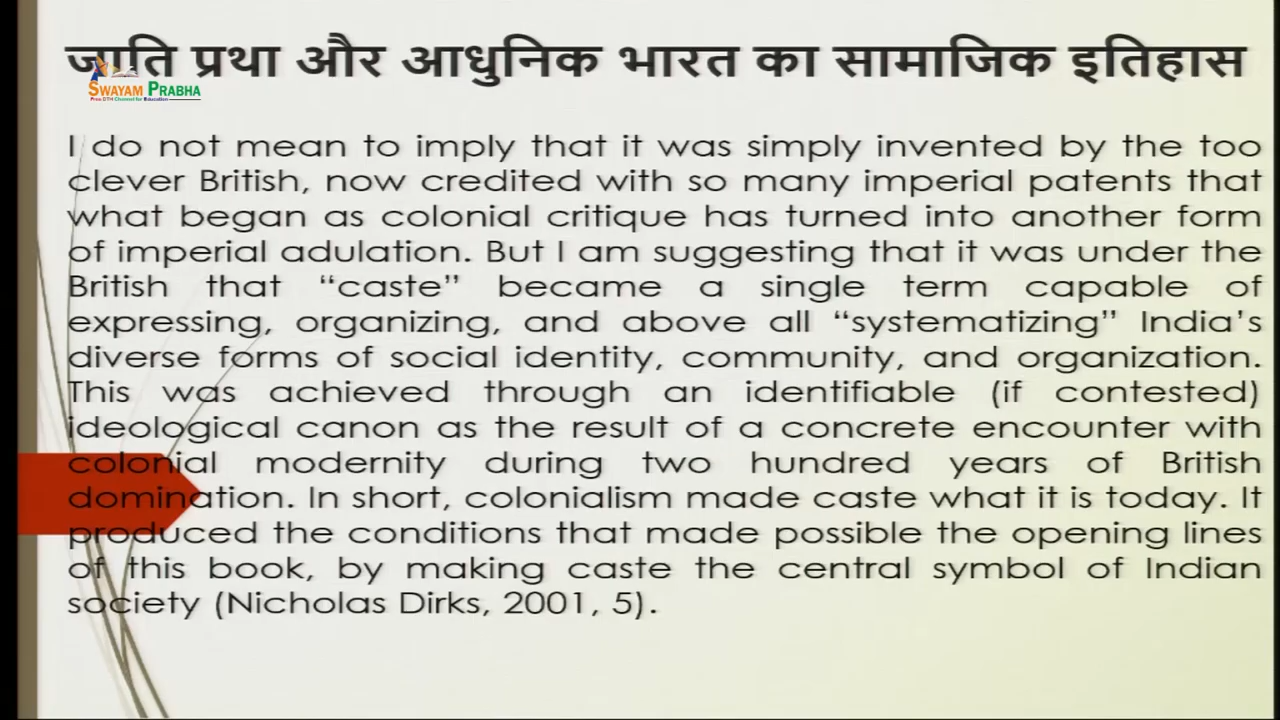 जाति प्रथा और आधुनिक भारत का सामाजिक इतिहास
SWAYAM PRABHA
Free DTH Channel for Education
I do not mean to imply that it was simply invented by the too
clever British, now credited with so many imperial patents that
what began as colonial critique has turned into another form
of imperial adulation. But I am suggesting that it was under the
British that “caste” became a single term capable of
expressing, organizing, and above all “systematizing” India’s
diverse forms of social identity, community, and organization.
This was achieved through an identifiable (if contested)
ideological canon as the result of a concrete encounter with
colonial modernity during two hundred years of British
domination. In short, colonialism made caste what it is today. It
produced the conditions that made possible the opening lines
of this book, by making caste the central symbol of Indian
society (Nicholas Dirks, 2001, 5).